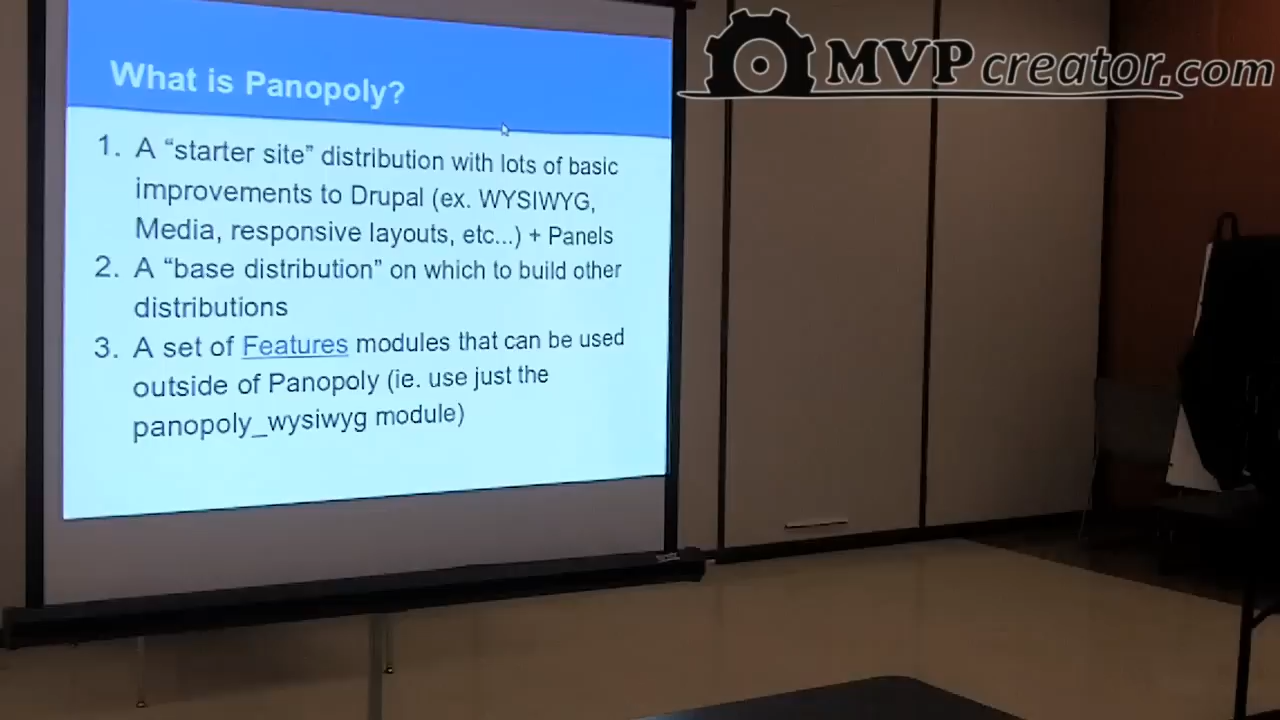 What is Panopoly?
1. A “starter site” distribution with lots of basic
improvements to Drupal (ex. WYSIWYG,
Media, responsive layouts, etc...) + Panels
2. A “base distribution” on which to build other
distributions
3. A set of Features modules that can be used
outside of Panopoly (ie. use just the
panopoly_wysiwyg module)
MVPcreator.com